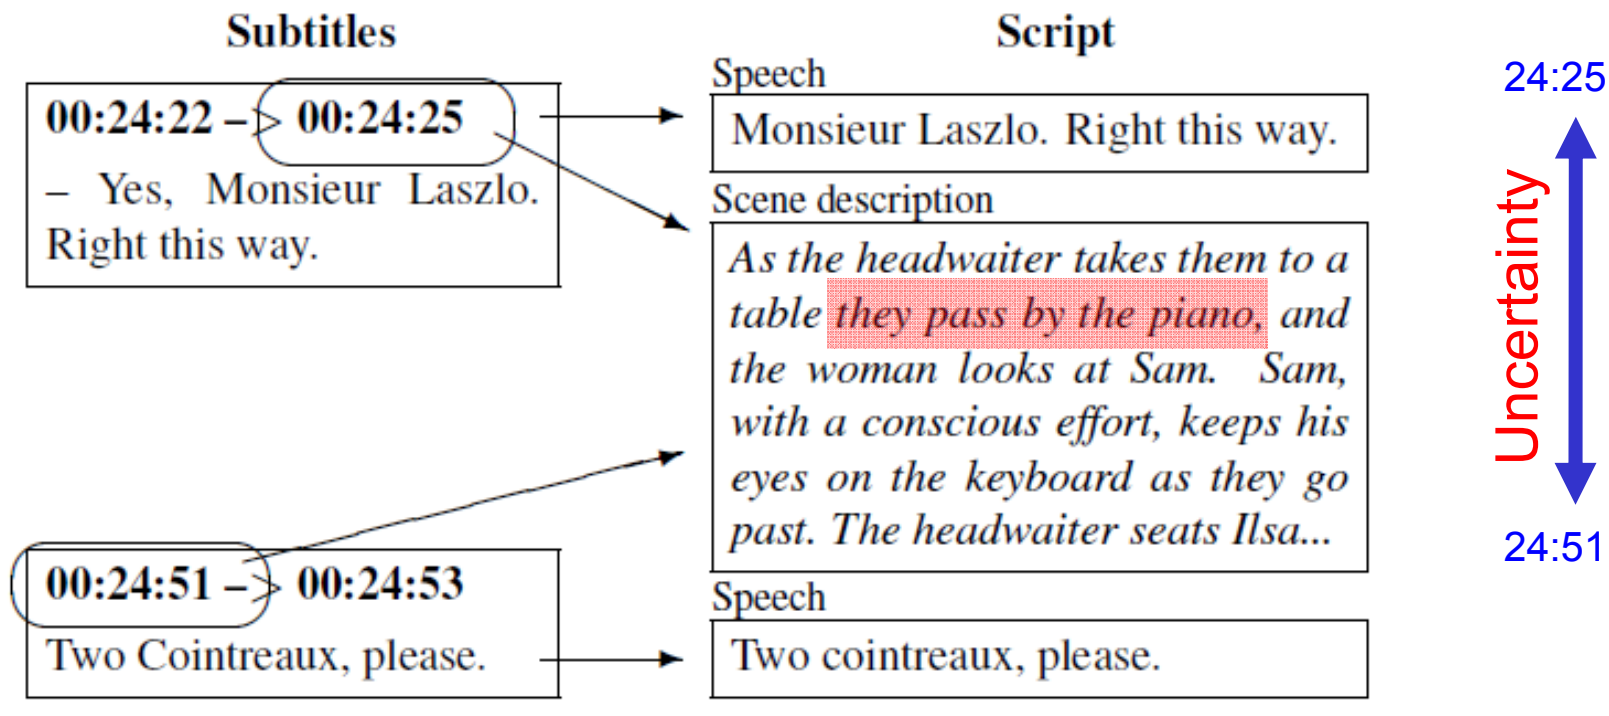 Subtitles
00:24:22 –> 00:24:25
– Yes, Monsieur Laszlo.
Right this way.
00:24:51 –> 00:24:53
Two Cointreaux, please.
Script
Speech
Monsieur Laszlo. Right this way.
Scene description
As the headwaiter takes them to a
table they pass by the piano, and
the woman looks at Sam. Sam,
with a conscious effort, keeps his
eyes on the keyboard as they go
past. The headwaiter seats Ilsa...
Speech
Two cointreaux, please.
24:25
Uncertainty
24:51